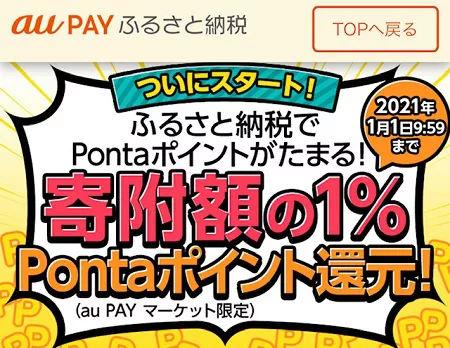 au PAY ふるさと納税
TOPへ戻る
ついにスタート!
2021年
1月1日9:59
まで
ふるさと納税で
Pontaポイントがたまる!
寄附額の1%
Pontaポイント還元!
(au PAY マーケット限定)